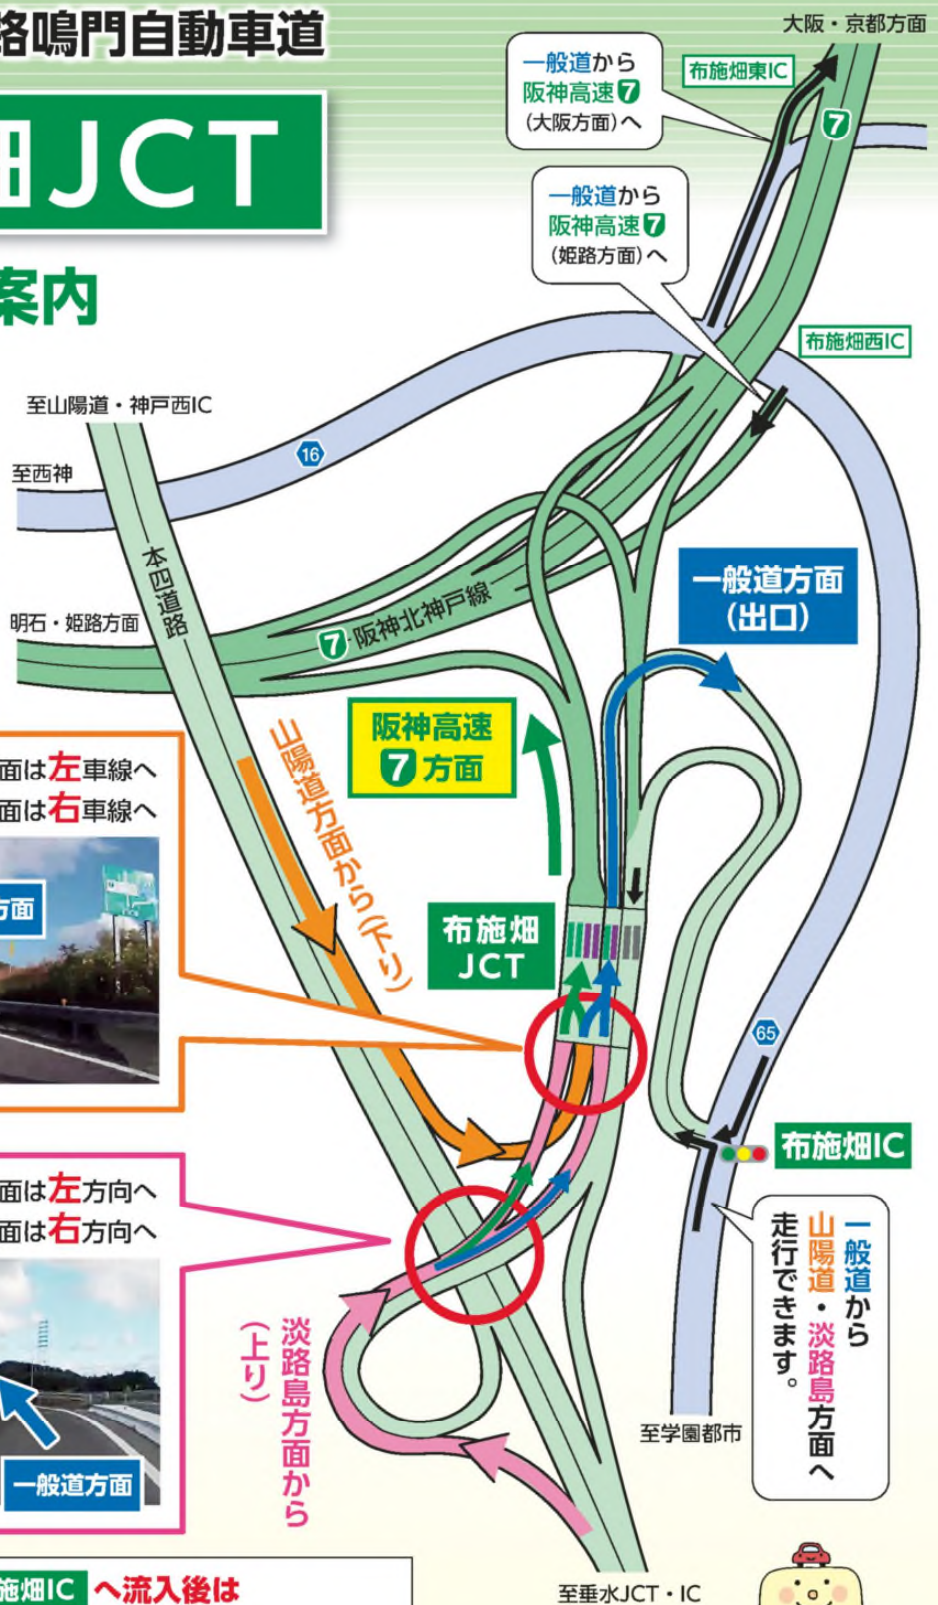 路鳴門自動車道
大阪・京都方面
一般道から
阪神高速7
(大阪方面)へ
布施畑東IC
7
畑JCT
一般道から
阪神高速7
(姫路方面)へ
案内
布施畑西IC
至山陽道・神戸西IC
16
至西神
本四道路
明石・姫路方面
7 阪神北神戸線
一般道方面
(出口)
阪神高速
7方面
山陽道方面から(下り)
面は左車線へ
面は右車線へ
方面
布施畑
JCT
65
布施畑IC
面は左方向へ
面は右方向へ
一般道から
山陽道・淡路島方面へ
走行できます。
淡路島方面から
(上り)
一般道方面
至学園都市
施畑IC へ流入後は
至垂水JCT・IC